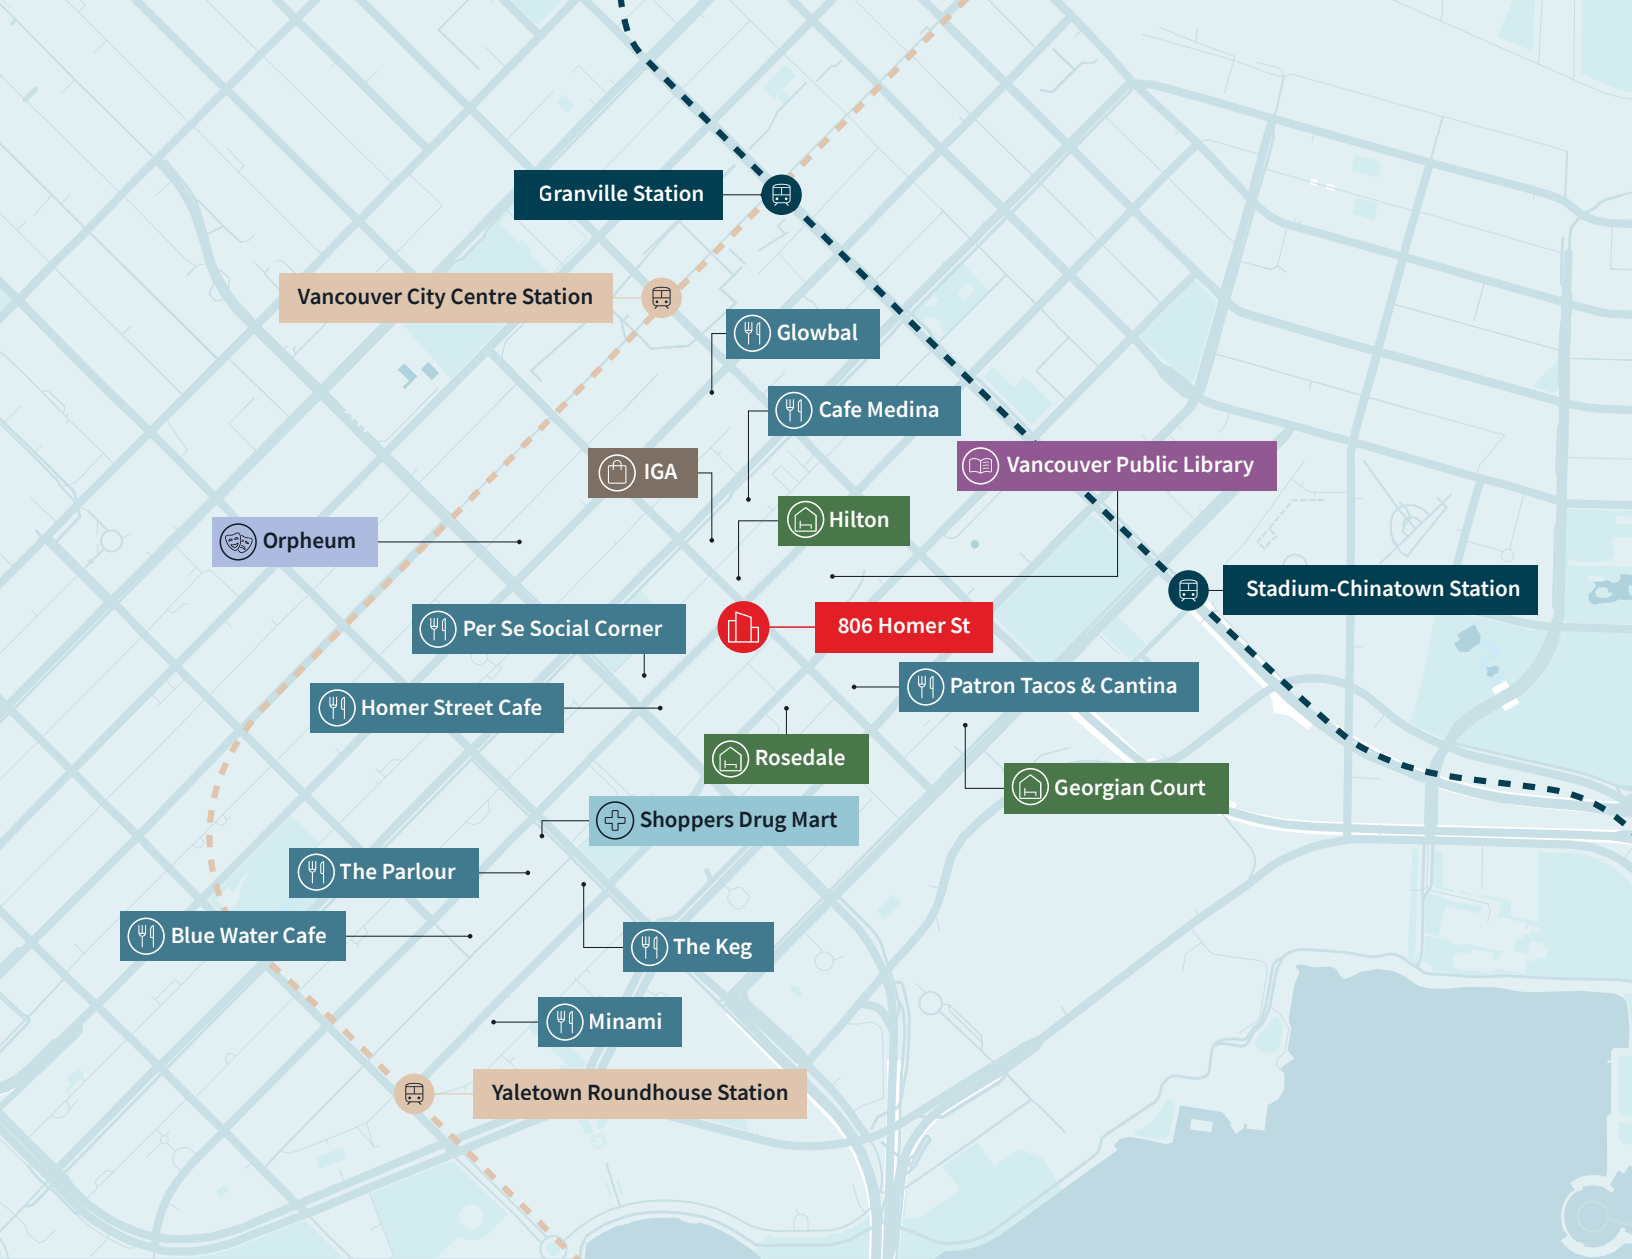 Granville Station
Vancouver City Centre Station
Glowbal
Cafe Medina
Vancouver Public Library
IGA
Hilton
Orpheum
Stadium-Chinatown Station
Per Se Social Corner
806 Homer St
Patron Tacos & Cantina
Homer Street Cafe
Rosedale
Georgian Court
Shoppers Drug Mart
The Parlour
Blue Water Cafe
The Keg
Minami
Yaletown Roundhouse Station